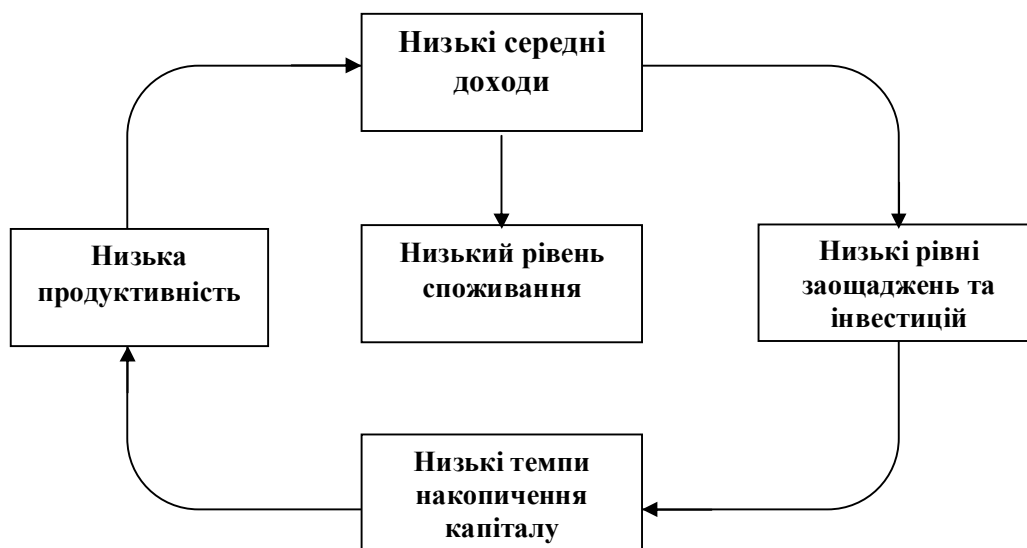 Низькі середні
доходи
Низька
продуктивність
Низький рівень
споживання
Низькі рівні
заощаджень та
інвестицій
Низькі темпи
накопичення
капіталу